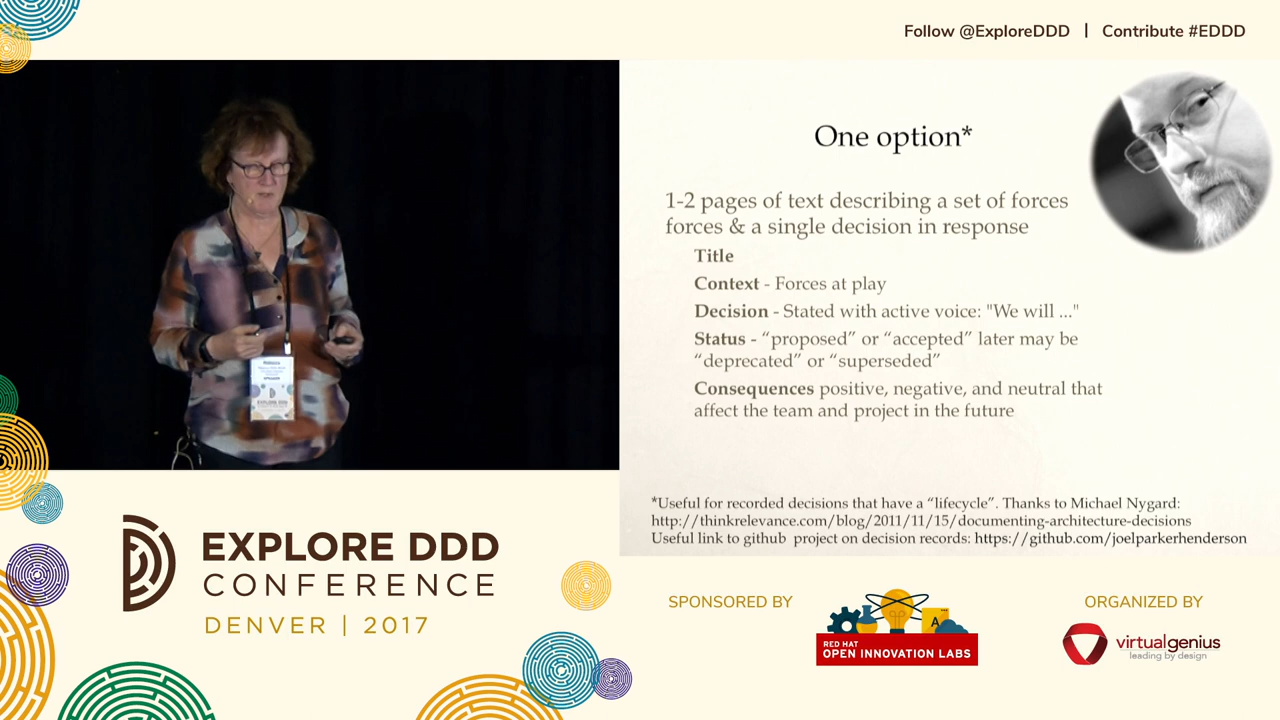 Follow @ExploreDDD | Contribute #EDDD
One option*
1-2 pages of text describing a set of forces
forces & a single decision in response
Title
Context - Forces at play
Decision - Stated with active voice: "We will ..."
Status - “proposed” or “accepted” later may be
“deprecated” or “superseded”
Consequences positive, negative, and neutral that
affect the team and project in the future
*Useful for recorded decisions that have a “lifecycle”. Thanks to Michael Nygard:
http://thinkrelevance.com/blog/2011/11/15/documenting-architecture-decisions
Useful link to github project on decision records: https://github.com/joelparkerhenderson
EXPLORE DDD
EXPLORE DDD
CONFERENCE
DENVER | 2017
SPONSORED BY
A
RED HAT
OPEN INNOVATION LABS
ORGANIZED BY
virtualgenius
leading by design